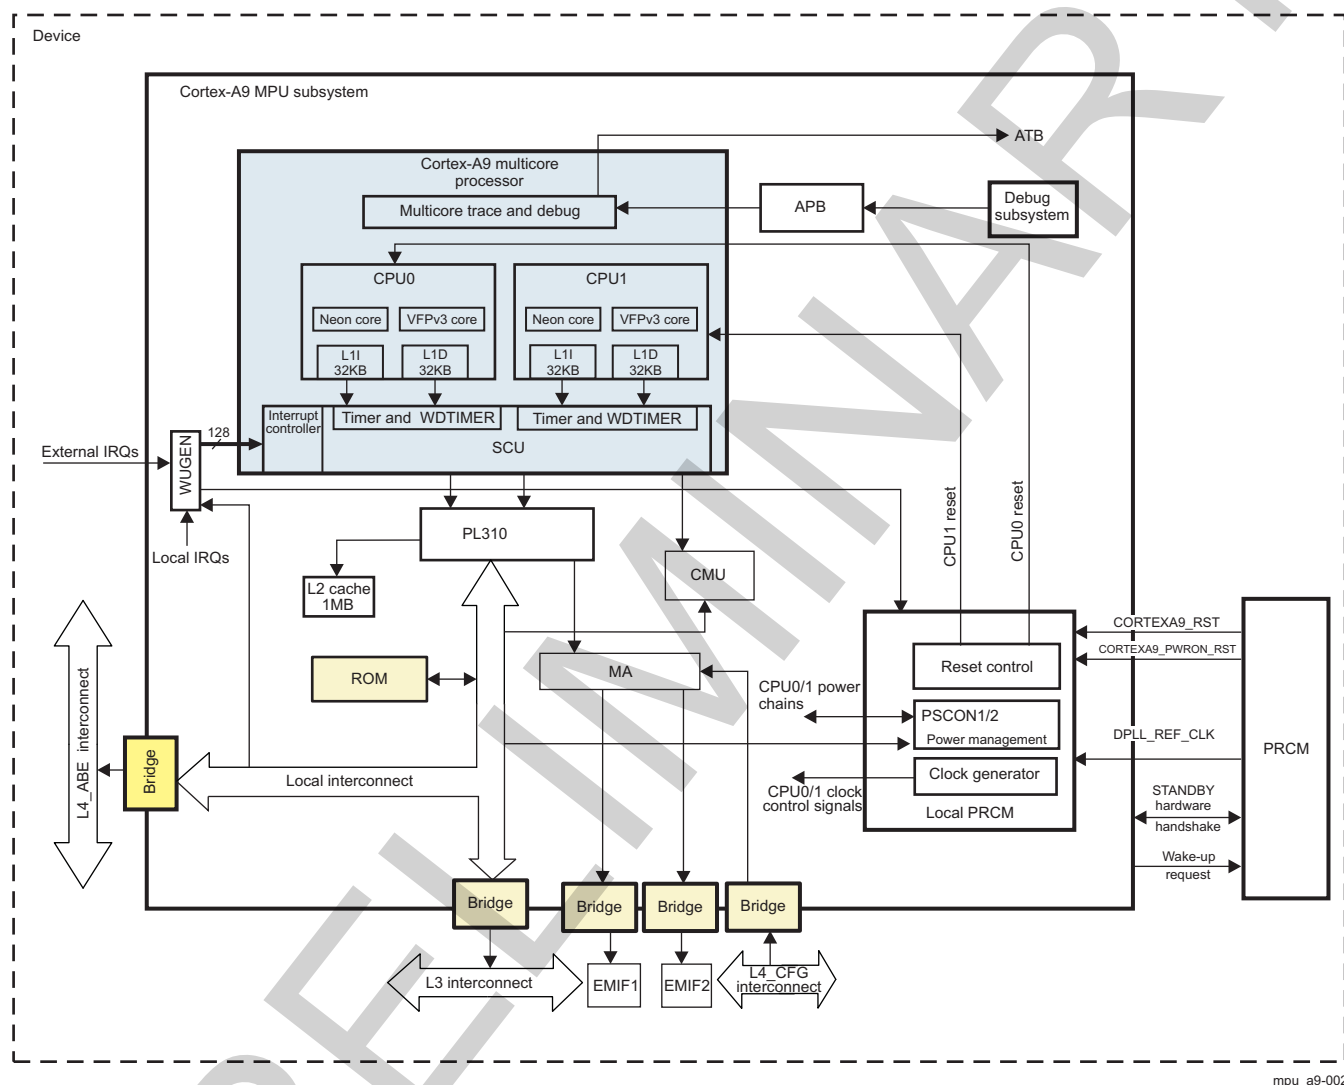 Device
Cortex-A9 MPU subsystem
ATB
Cortex-A9 multicore
processor
Multicore trace and debug
APB
Debug
subsystem
CPU0
CPU1
Neon core
VFPv3 core
Neon core
VFPv3 core
L1I
32KB
L1D
32KB
L1I
32KB
L1D
32KB
Interrupt
controller
Timer and WDTIMER
Timer and WDTIMER
SCU
128
External IRQs
WUGEN
Local IRQs
CPU1 reset
CPU0 reset
PL310
CMU
L2 cache
1MB
ROM
MA
Reset control
CORTEXA9_RST
CORTEXA9_PWRON_RST
CPU0/1 power
chains
PSCON1/2
Power management
DPLL_REF_CLK
PRCM
Clock generator
CPU0/1 clock
control signals
Local PRCM
STANDBY
hardware
handshake
Wake-up
request
L4_ABE interconnect
Bridge
Local interconnect
Bridge
Bridge
Bridge
Bridge
L3 interconnect
EMIF1
EMIF2
L4_CFG
interconnect
mpu_a9-002
PRELIMINARY